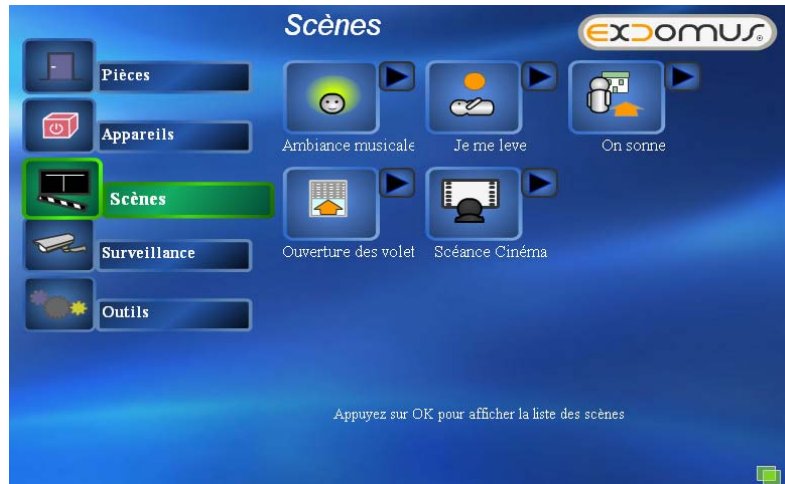 Scènes
EXDOMUS®
Pièces
Appareils
Scènes
Surveillance
Outils
Ambiance musicale
Je me leve
On sonne
Ouverture des volet
Scéance Cinéma
Appuyez sur OK pour afficher la liste des scènes